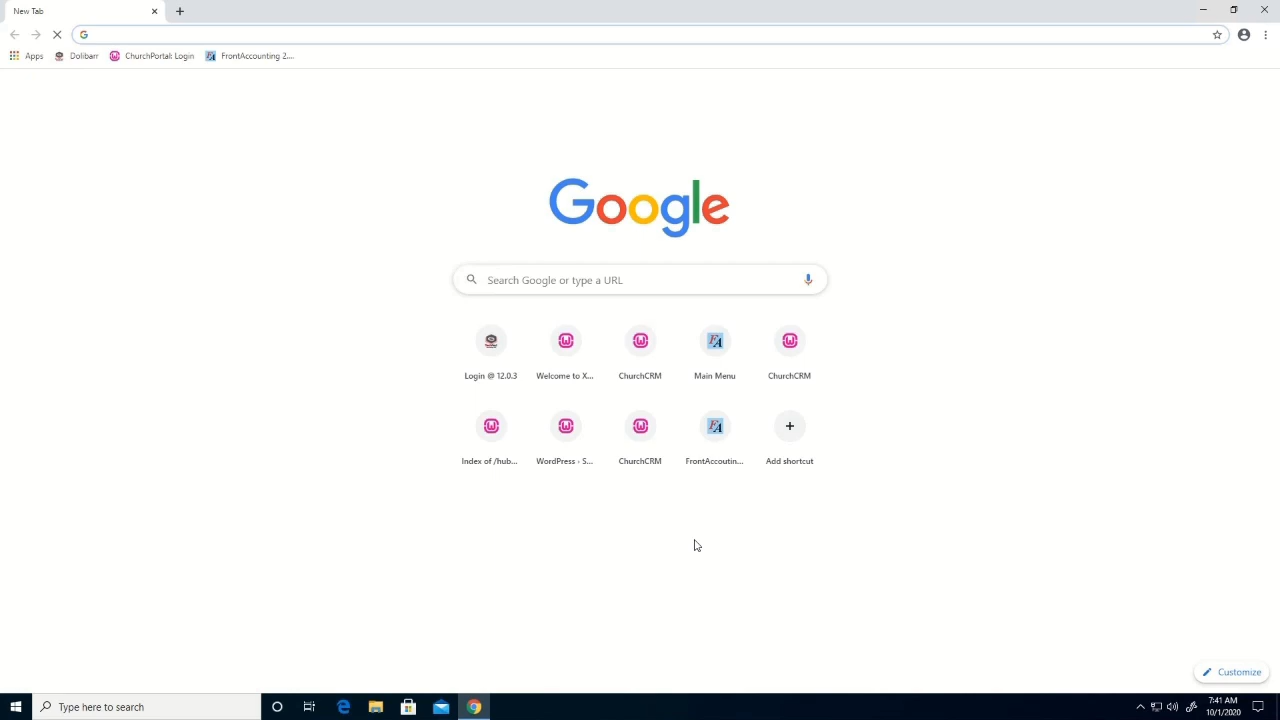 New Tab
Apps Dolibarr ChurchPortal: Login FrontAccounting 2....
Google
Search Google or type a URL
Login @ 12.0.3 Welcome to X... ChurchCRM Main Menu ChurchCRM
Index of /hub... WordPress - S... ChurchCRM FrontAccoutin... Add shortcut
Customize
Type here to search
7:41 AM
10/1/2020